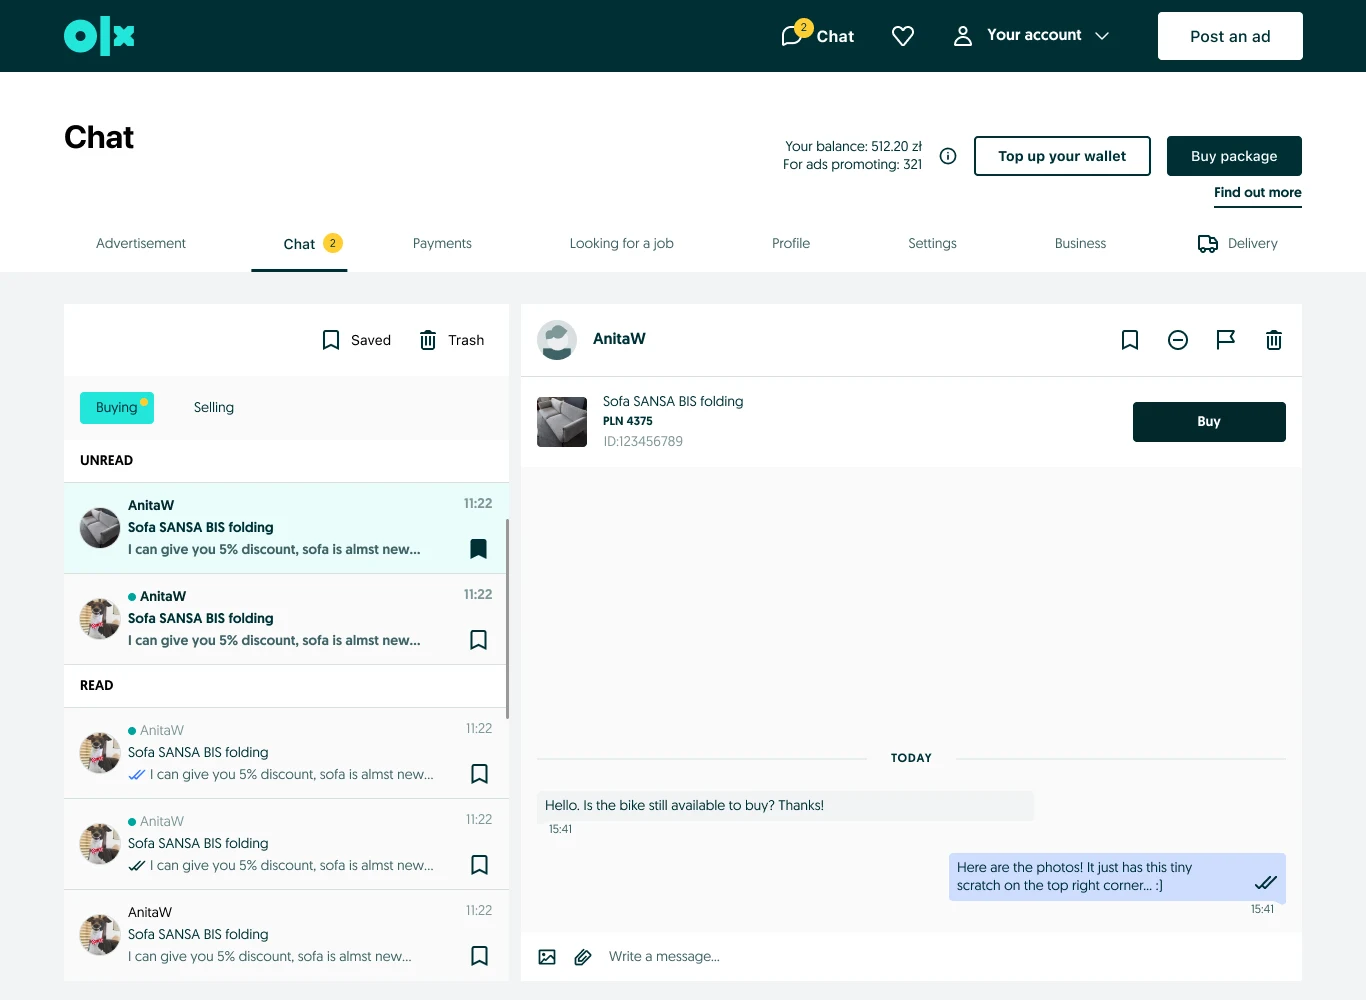 olx
2
Chat
Your account
Post an ad
Chat
Your balance: 512.20 zł
For ads promoting: 321
Top up your wallet
Buy package
Find out more
Advertisement
Chat 2
Payments
Looking for a job
Profile
Settings
Business
Delivery
Saved
Trash
Buying
Selling
UNREAD
AnitaW
11:22
Sofa SANSA BIS folding
I can give you 5% discount, sofa is almst new...
AnitaW
11:22
Sofa SANSA BIS folding
I can give you 5% discount, sofa is almst new...
READ
AnitaW
11:22
Sofa SANSA BIS folding
I can give you 5% discount, sofa is almst new...
AnitaW
11:22
Sofa SANSA BIS folding
I can give you 5% discount, sofa is almst new...
AnitaW
11:22
Sofa SANSA BIS folding
I can give you 5% discount, sofa is almst new...
AnitaW
Sofa SANSA BIS folding
PLN 4375
ID:123456789
Buy
TODAY
Hello. Is the bike still available to buy? Thanks!
15:41
Here are the photos! It just has this tiny
scratch on the top right corner... :]
15:41
Write a message...